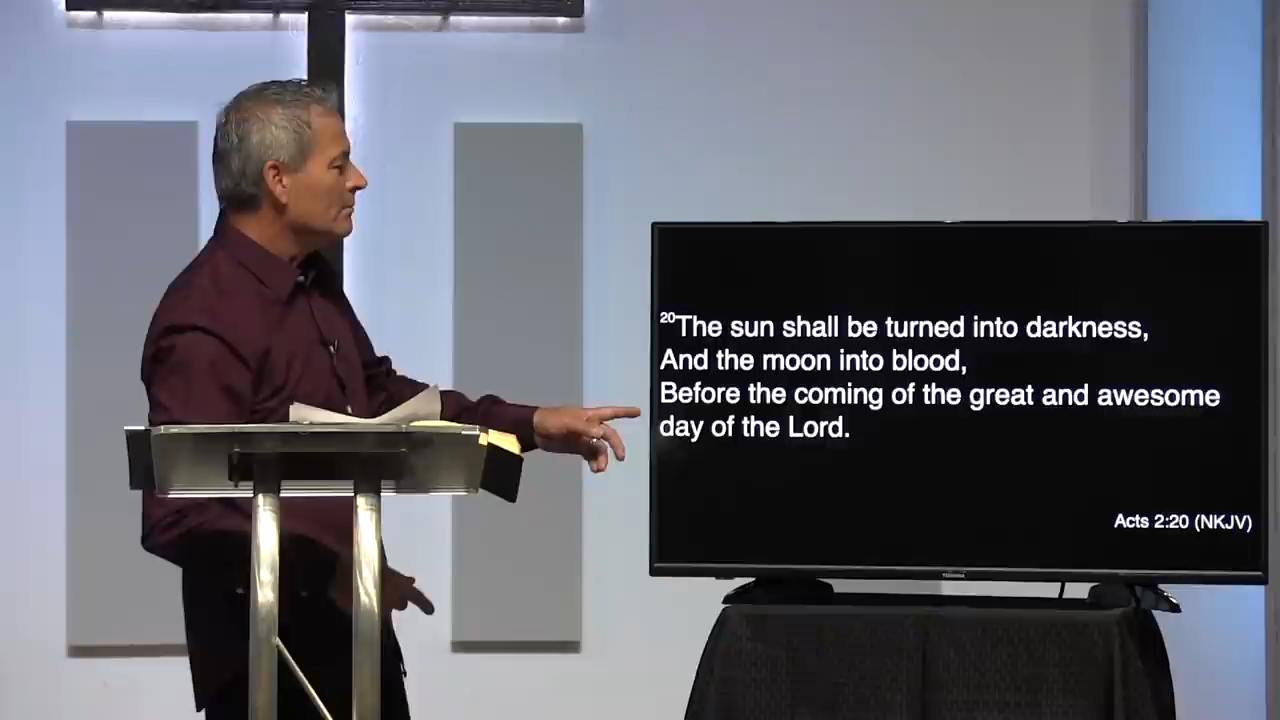 20The sun shall be turned into darkness,
And the moon into blood,
Before the coming of the great and awesome
day of the Lord.
Acts 2:20 (NKJV)
TOSHIBA